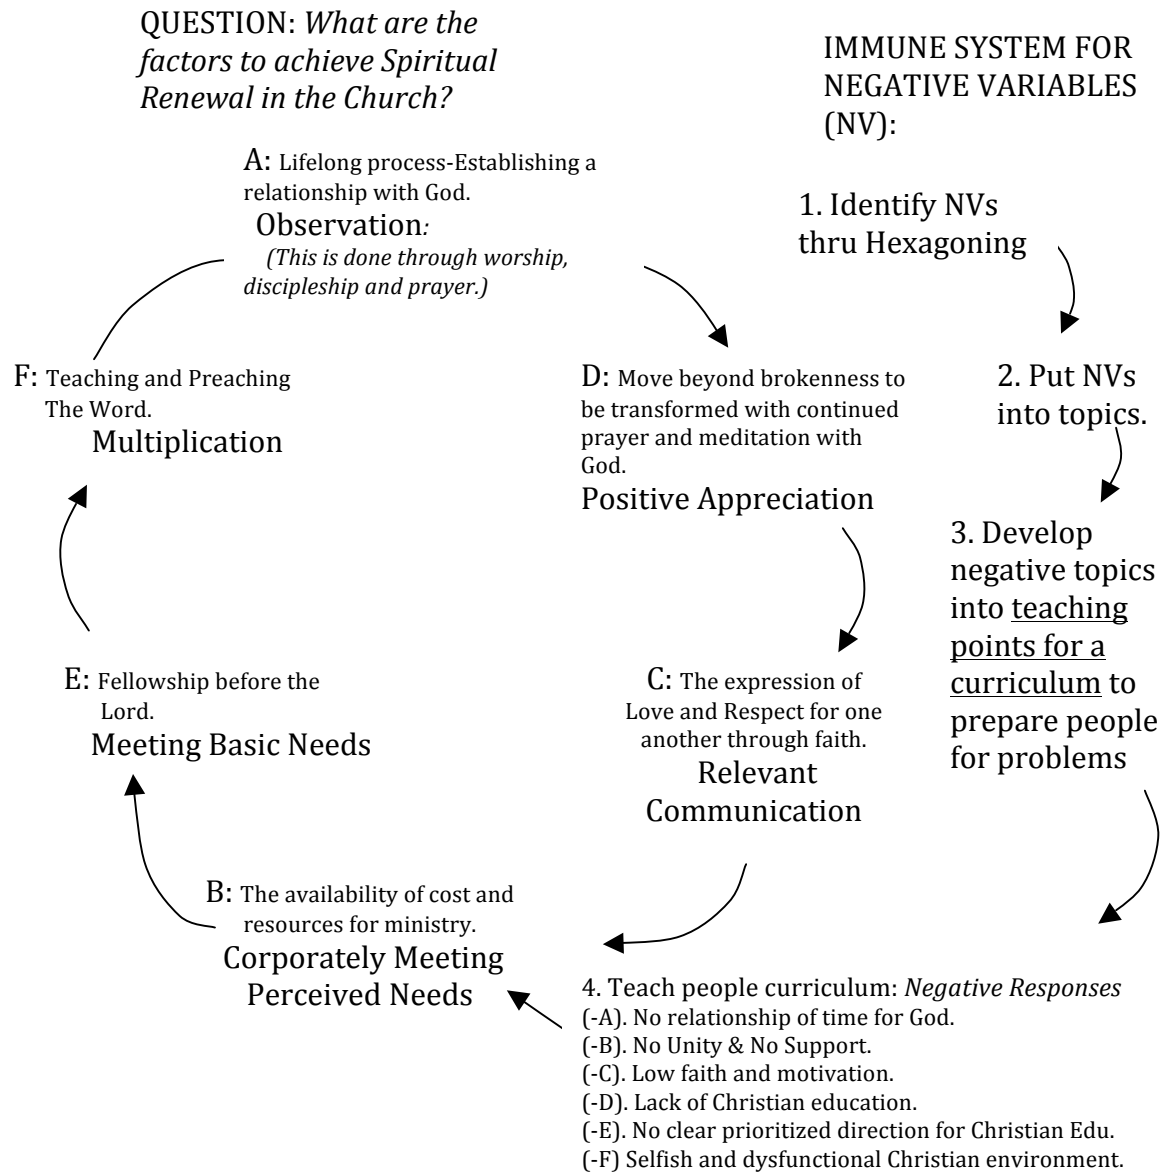 QUESTION: What are the
factors to achieve Spiritual
Renewal in the Church?
IMMUNE SYSTEM FOR
NEGATIVE VARIABLES
(NV):
A: Lifelong process-Establishing a
relationship with God.
Observation:
(This is done through worship,
discipleship and prayer.)
1. Identify NVs
thru Hexagoning
F: Teaching and Preaching
The Word.
Multiplication
D: Move beyond brokenness to
be transformed with continued
prayer and meditation with
God.
Positive Appreciation
2. Put NVs
into topics.
3. Develop
negative topics
into teaching
points for a
curriculum to
prepare people
for problems
E: Fellowship before the
Lord.
Meeting Basic Needs
C: The expression of
Love and Respect for one
another through faith.
Relevant
Communication
B: The availability of cost and
resources for ministry.
Corporately Meeting
Perceived Needs
4. Teach people curriculum: Negative Responses
(-A). No relationship of time for God.
(-B). No Unity & No Support.
(-C). Low faith and motivation.
(-D). Lack of Christian education.
(-E). No clear prioritized direction for Christian Edu.
(-F) Selfish and dysfunctional Christian environment.